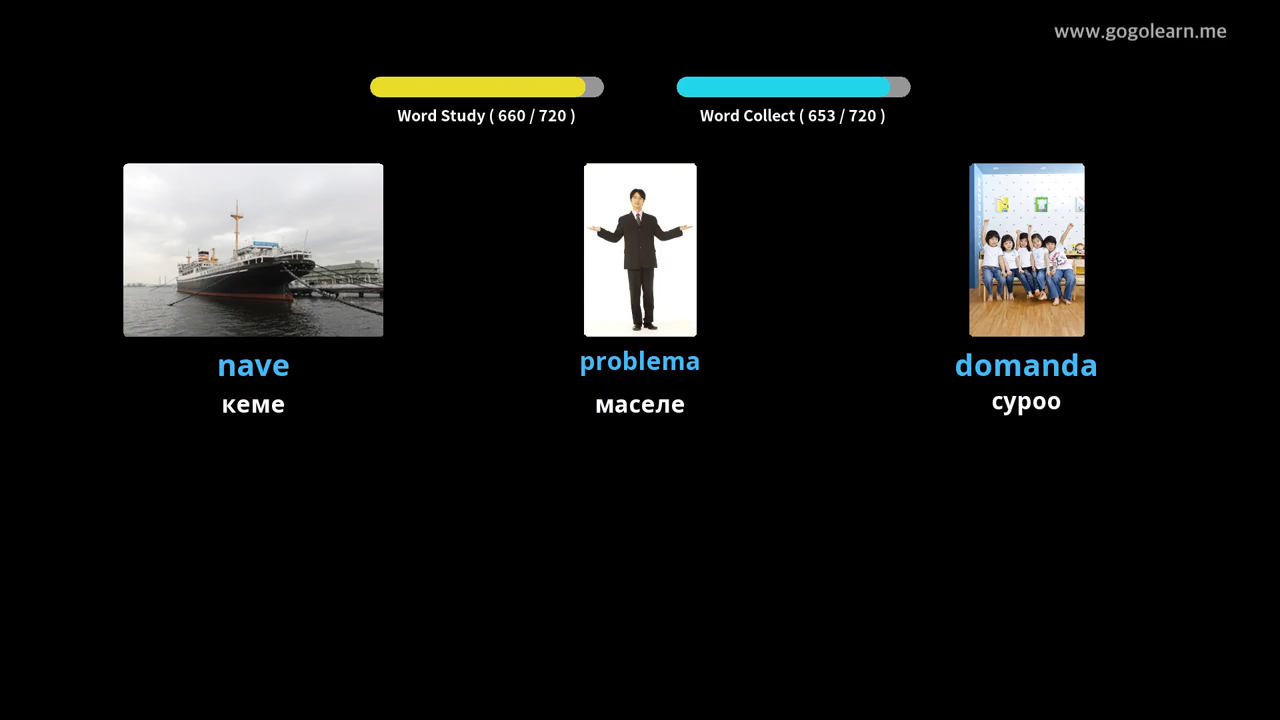 www.gogolearn.me
Word Study ( 660 / 720 )
Word Collect ( 653 / 720 )
nave
кеме
problema
маселе
domanda
суроо